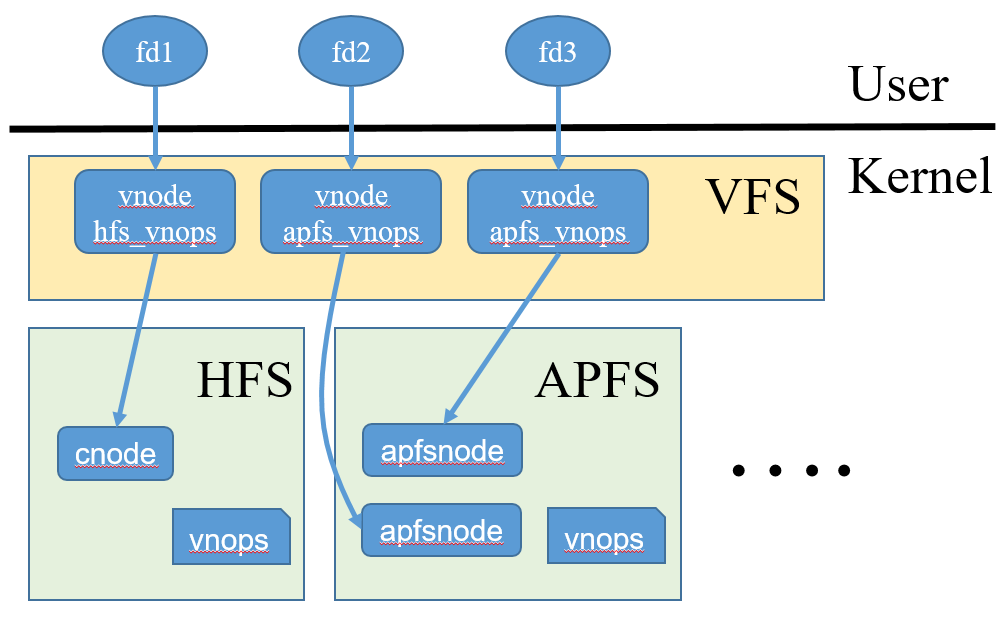 fd1
fd2
fd3
User
Kernel
VFS
vnode
hfs_vnops
vnode
apfs_vnops
vnode
apfs_vnops
HFS
APFS
cnode
apfsnode
. . . .
vnops
apfsnode
vnops